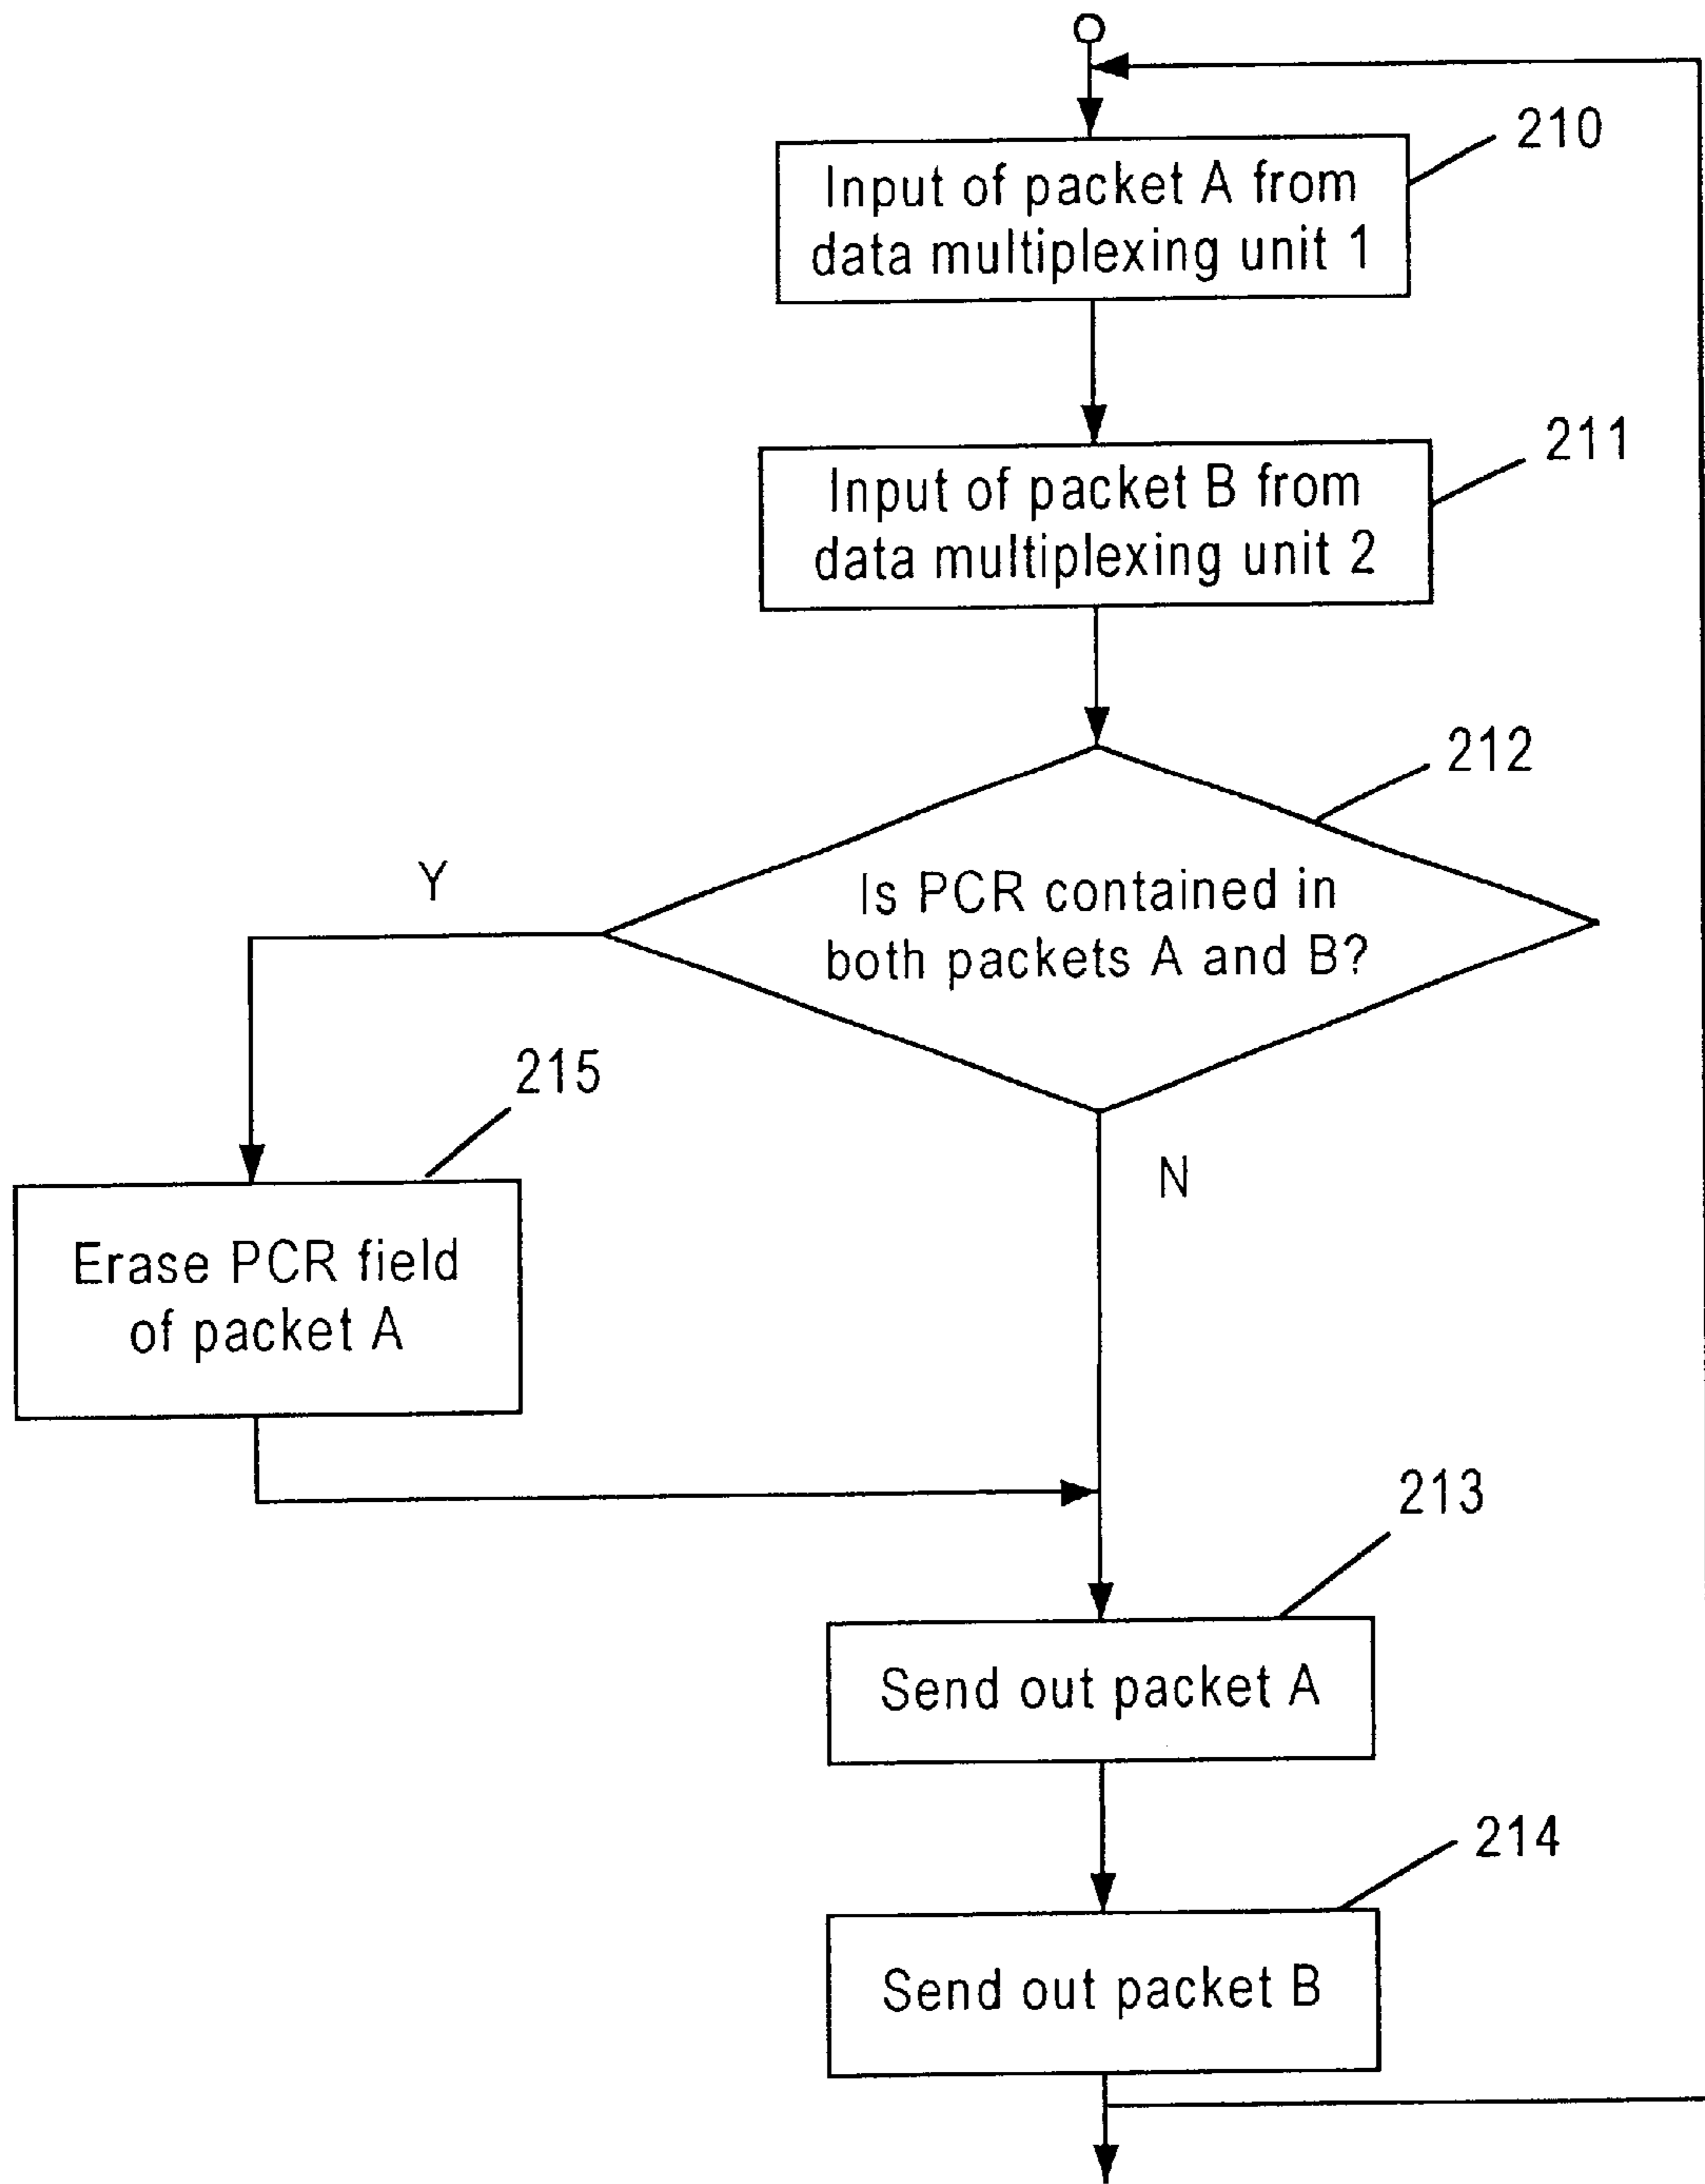 210
Input of packet A from
data multiplexing unit 1
211
Input of packet B from
data multiplexing unit 2
212
Y
Is PCR contained in
both packets A and B?
215
N
Erase PCR field
of packet A
213
Send out packet A
214
Send out packet B